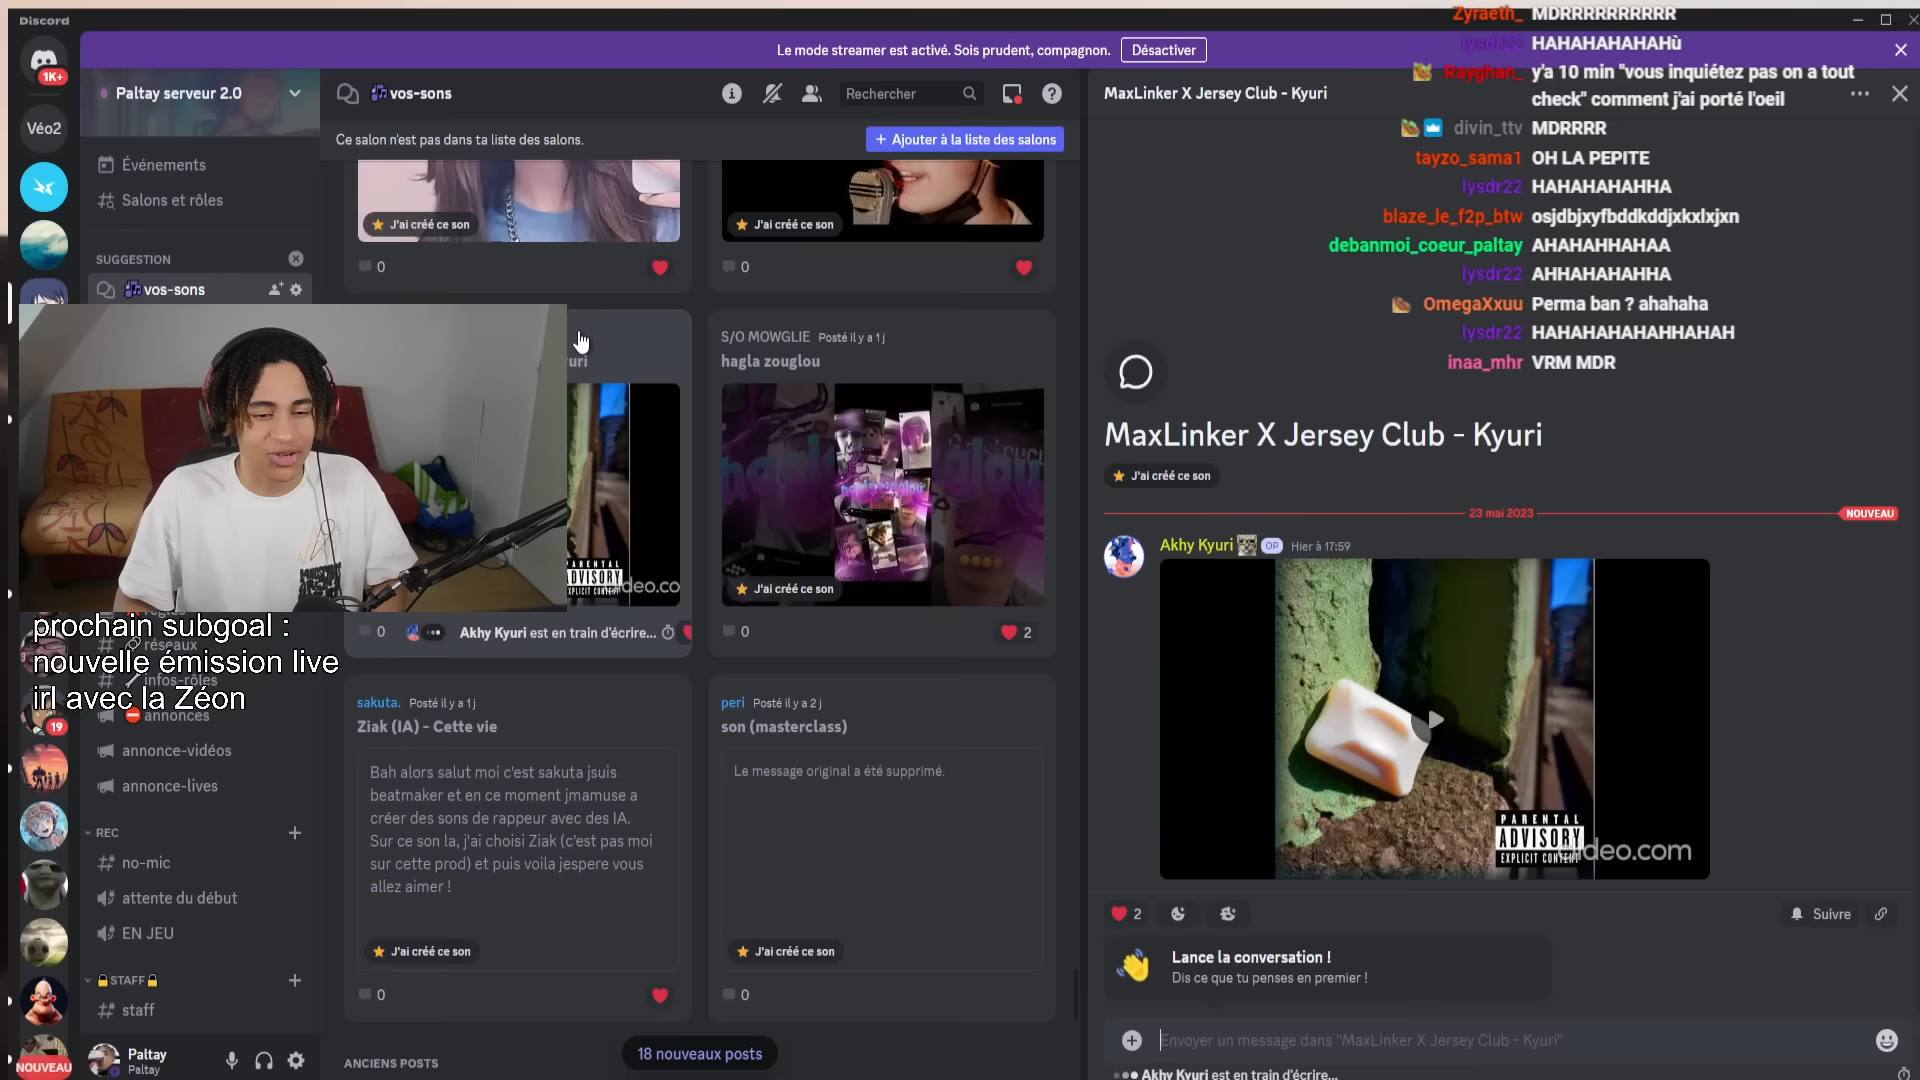 Discord
Le mode streamer est activé. Sois prudent, compagnon.
Désactiver
1K+
Véo2
19
NOUVEAU
Paltay serveur 2.0
Événements
Salons et rôles
SUGGESTION
vos-sons
réseaux
infos-rôles
annonces
annonce-vidéos
annonce-lives
REC
no-mic
attente du début
EN JEU
STAFF
staff
Paltay
Paltay
prochain subgoal :
nouvelle émission live
irl avec la Zéon
vos-sons
Rechercher
Ce salon n'est pas dans ta liste des salons.
+ Ajouter à la liste des salons
J'ai créé ce son
0
J'ai créé ce son
0
PARENTAL
ADVISORY
EXPLICIT CONTENT
deo.co
0
Akhy Kyuri est en train d'écrire...
S/O MOWGLIE Posté il y a 1 j
hagla zouglou
J'ai créé ce son
0
2
sakuta. Posté il y a 1 j
Ziak (IA) - Cette vie
Bah alors salut moi c'est sakuta jsuis
beatmaker et en ce moment jmamuse a
créer des sons de rappeur avec des IA.
Sur ce son la, j'ai choisi Ziak (c'est pas moi
sur cette prod) et puis voila jespere vous
allez aimer !
J'ai créé ce son
0
peri Posté il y a 2 j
son (masterclass)
Le message original a été supprimé.
J'ai créé ce son
0
ANCIENS POSTS
18 nouveaux posts
MaxLinker X Jersey Club - Kyuri
Zyraeth_ MDRRRRRRRRRR
lysdr22 HAHAHAHAHAHù
Rayghan_ y'a 10 min "vous inquiétez pas on a tout
check" comment j'ai porté l'oeil
divin_ttv MDRRRR
tayzo_sama1 OH LA PEPITE
lysdr22 HAHAHAHAHHA
blaze_le_f2p_btw osjdbjxyfbddkddjxkxlxjxn
debanmoi_coeur_paltay AHAHAHHAHAA
lysdr22 AHHAHAHAHHA
OmegaXxuu Perma ban ? ahahaha
lysdr22 HAHAHAHAHAHHAHAH
inaa_mhr VRM MDR
MaxLinker X Jersey Club - Kyuri
J'ai créé ce son
23 mai 2023
NOUVEAU
Akhy Kyuri OP Hier à 17:59
PARENTAL
ADVISORY
EXPLICIT CONTENT
deo.com
2
Suivre
Lance la conversation !
Dis ce que tu penses en premier !
Envoyer un message dans "MaxLinker X Jersey Club - Kyuri"
Akhy Kyuri est en train d'écrire...